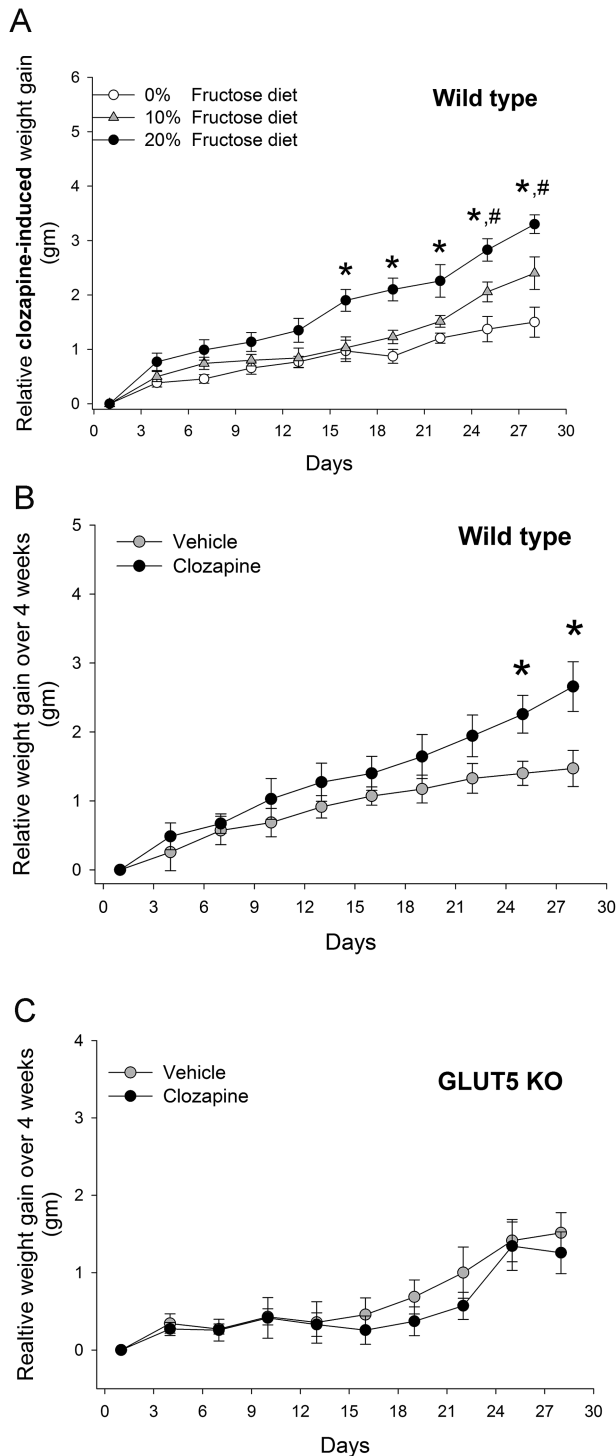 A
6
5
4
3
2
1
0
Relative clozapine-induced weight gain
(gm)
0% Fructose diet
10% Fructose diet
20% Fructose diet
Wild type
*
*
*
*,#
*,#
0 3 6 9 12 15 18 21 24 27 30
Days
B
5
4
3
2
1
0
Relative weight gain over 4 weeks
(gm)
Vehicle
Clozapine
Wild type
*
*
0 3 6 9 12 15 18 21 24 27 30
Days
C
4
3
2
1
0
Realtive weight gain over 4 weeks
(gm)
Vehicle
Clozapine
GLUT5 KO
0 3 6 9 12 15 18 21 24 27 30
Days